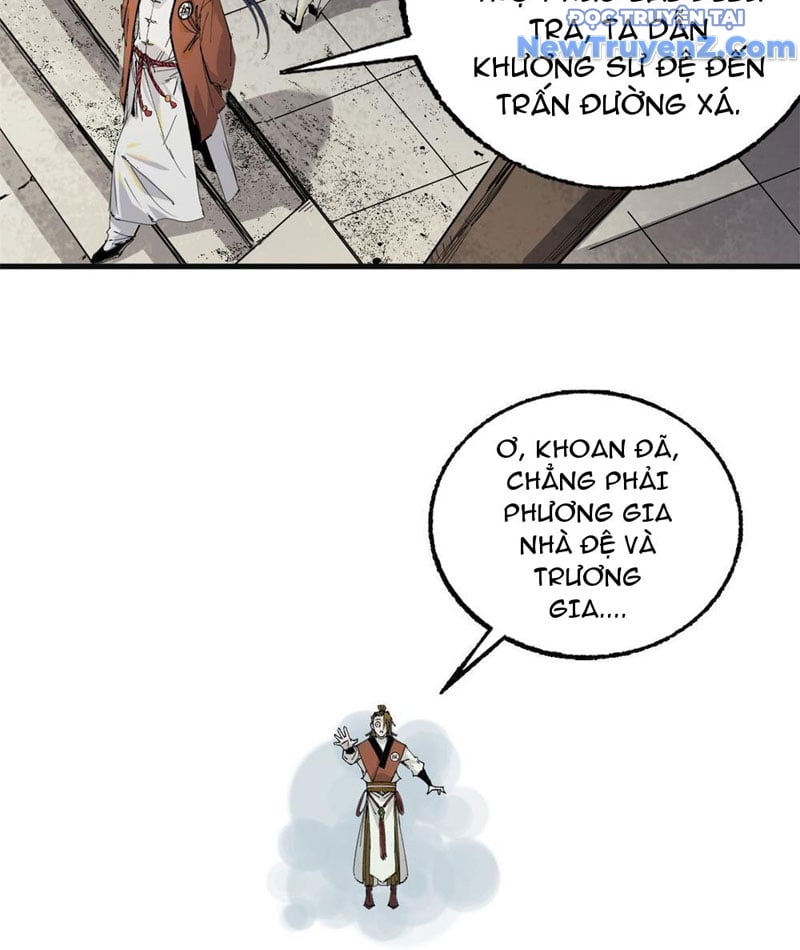 ĐỌC TRUYỆN TẠI
NewTruyenZ.com
TRA, TA DẪN
KHƯƠNG SƯ ĐỆ ĐẾN
TRẤN ĐƯỜNG XÁ.
Ơ, KHOAN ĐÃ,
CHẲNG PHẢI
PHƯƠNG GIA
NHÀ ĐỆ VÀ
TRƯƠNG
GIA....